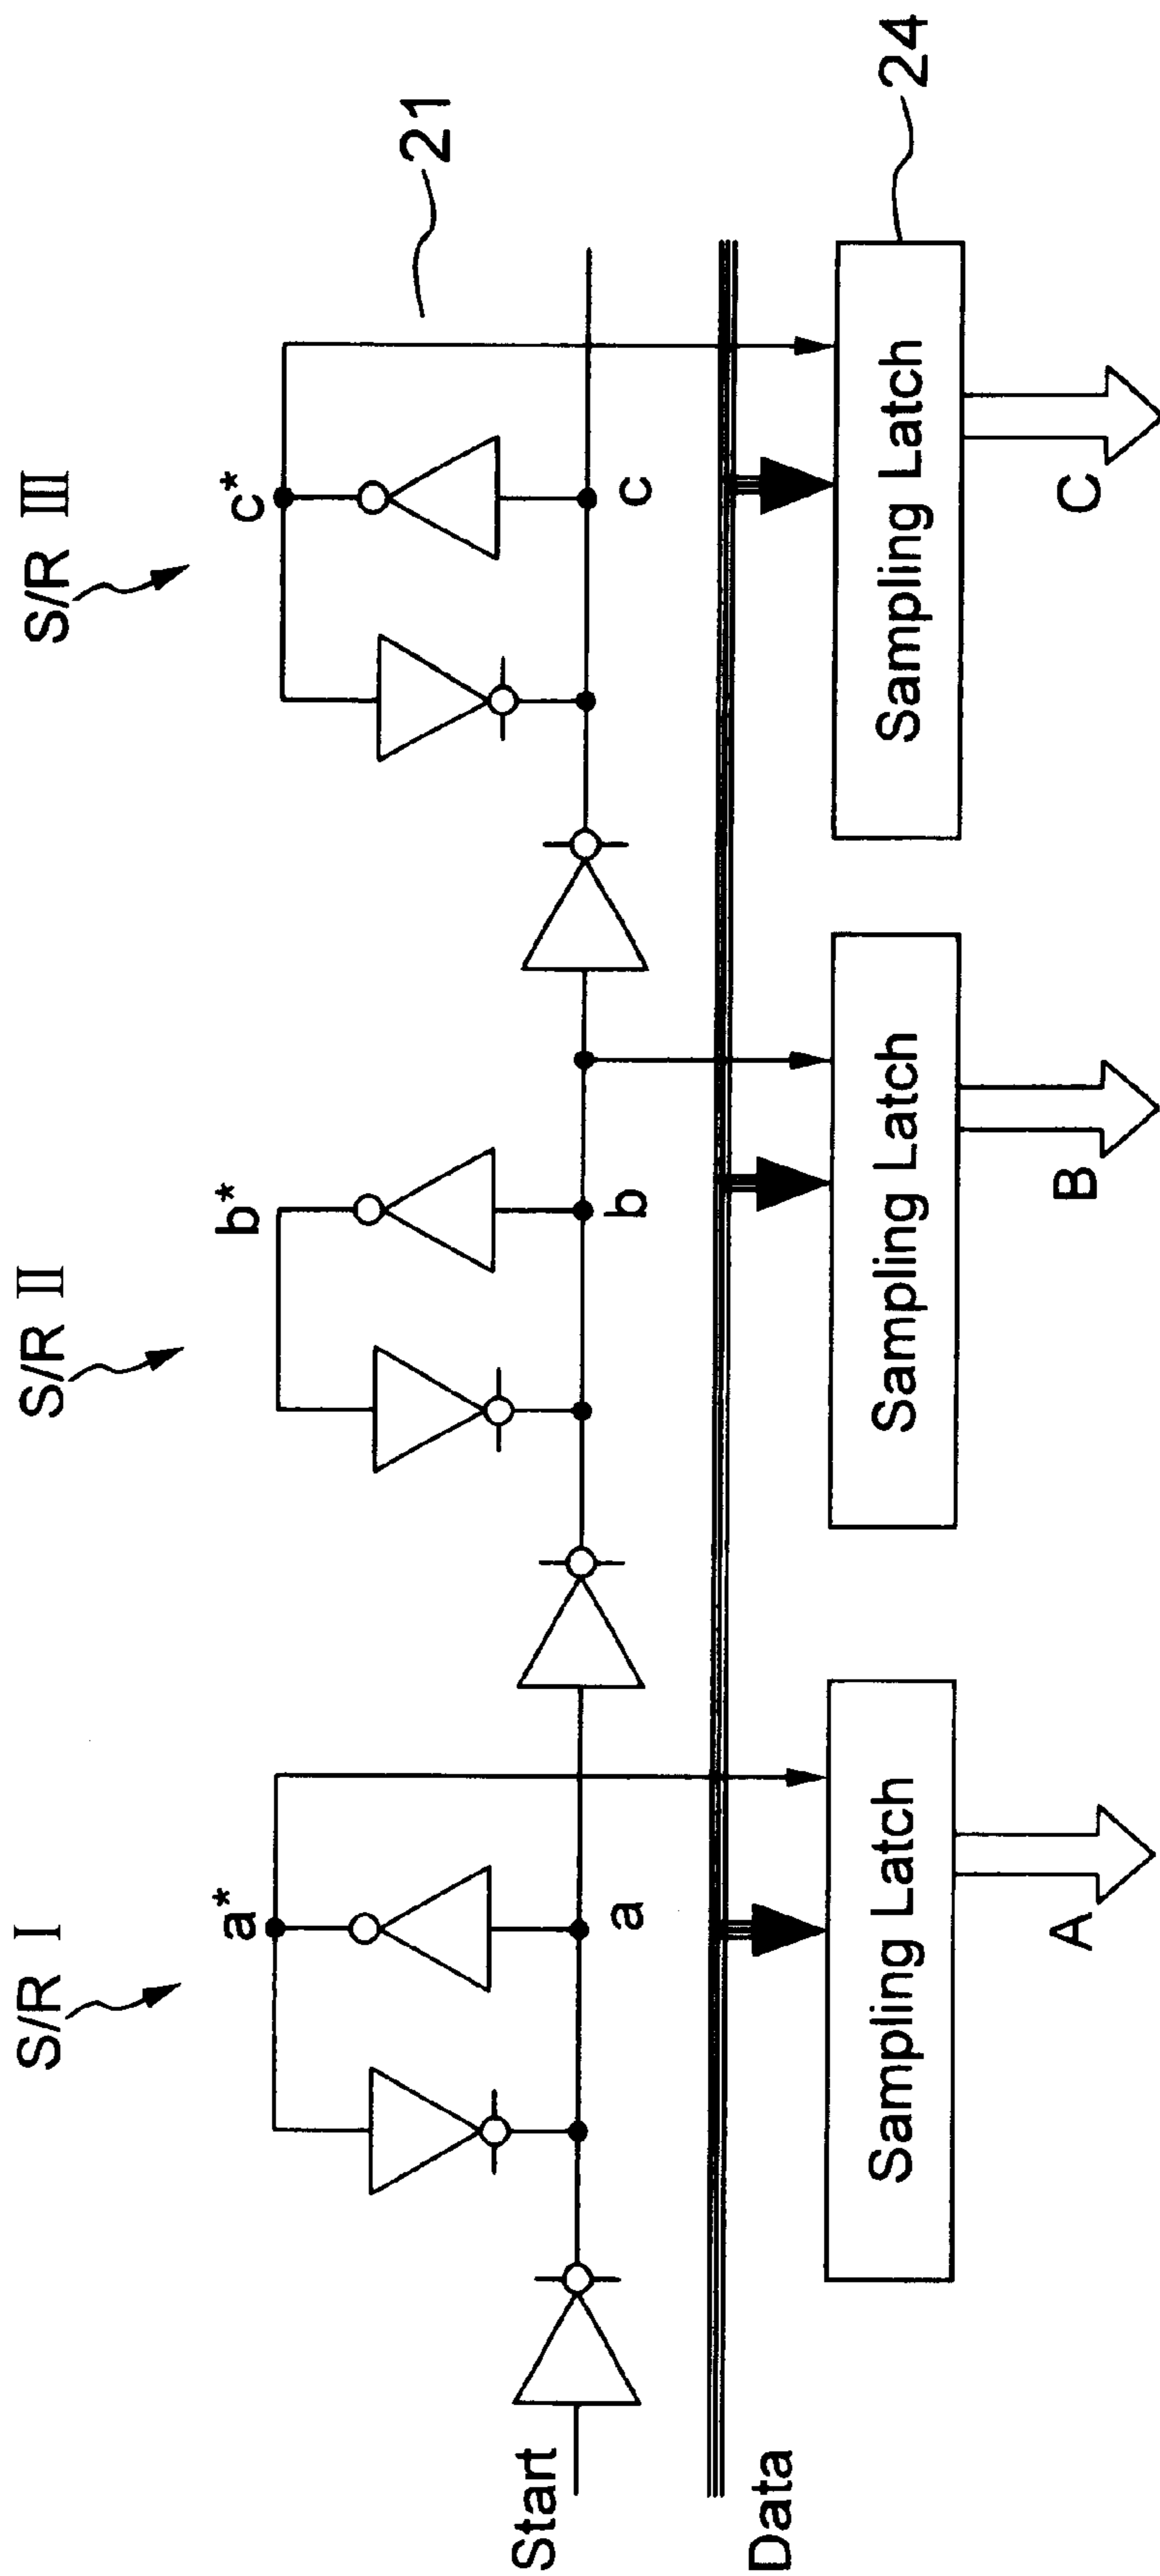 S/R I
S/R II
S/R III
a*
b*
c*
21
Start
a
b
c
Data
Sampling Latch
Sampling Latch
Sampling Latch
24
A
B
C